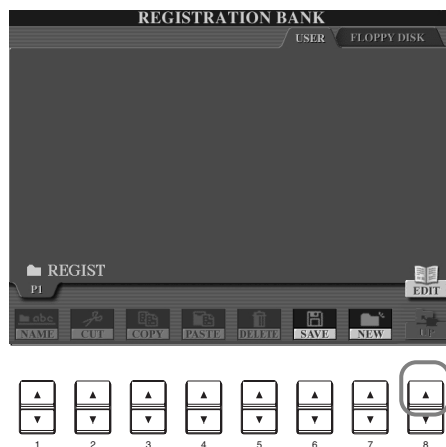 REGISTRATION BANK
USER FLOPPY DISK
REGIST
P1
EDIT
abc
NAME CUT COPY PASTE DELETE SAVE NEW UP
1 2 3 4 5 6 7 8